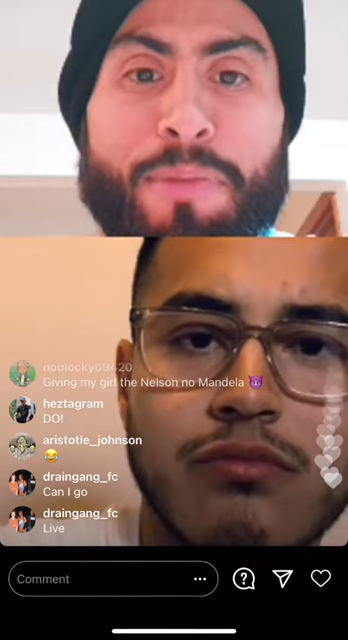 noblocky69420
Giving my girl the Nelson no Mandela 😈
heztagram
DO!
aristotle_johnson
😂
draingang_fc
Can I go
draingang_fc
Live
Comment